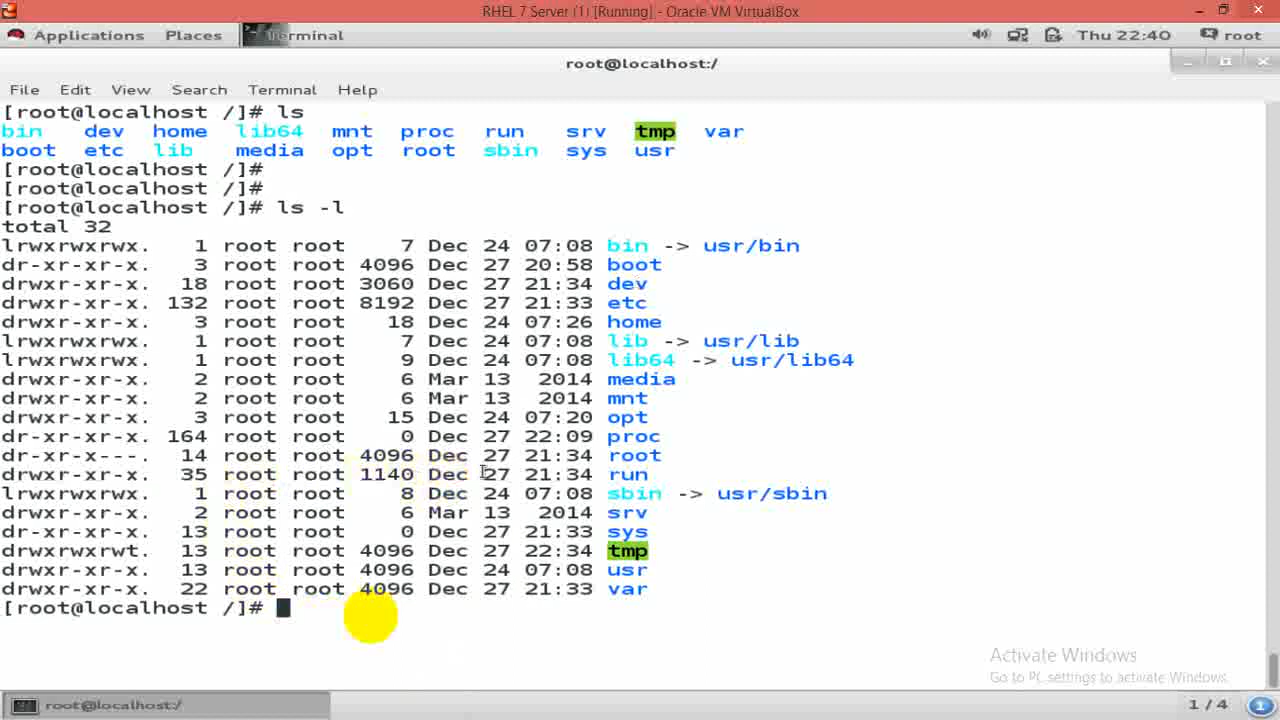 RHEL 7 Server (1) [Running] - Oracle VM VirtualBox
Applications Places Terminal Thu 22:40 root
root@localhost:/
File Edit View Search Terminal Help
[root@localhost /]# ls
bin dev home lib64 mnt proc run srv tmp var
boot etc lib media opt root sbin sys usr
[root@localhost /]#
[root@localhost /]#
[root@localhost /]# ls -l
total 32
lrwxrwxrwx. 1 root root 7 Dec 24 07:08 bin -> usr/bin
dr-xr-xr-x. 3 root root 4096 Dec 27 20:58 boot
drwxr-xr-x. 18 root root 3060 Dec 27 21:34 dev
drwxr-xr-x. 132 root root 8192 Dec 27 21:33 etc
drwxr-xr-x. 3 root root 18 Dec 24 07:26 home
lrwxrwxrwx. 1 root root 7 Dec 24 07:08 lib -> usr/lib
lrwxrwxrwx. 1 root root 9 Dec 24 07:08 lib64 -> usr/lib64
drwxr-xr-x. 2 root root 6 Mar 13 2014 media
drwxr-xr-x. 2 root root 6 Mar 13 2014 mnt
drwxr-xr-x. 3 root root 15 Dec 24 07:20 opt
dr-xr-xr-x. 164 root root 0 Dec 27 22:09 proc
dr-xr-x---. 14 root root 4096 Dec 27 21:34 root
drwxr-xr-x. 35 root root 1140 Dec 27 21:34 run
lrwxrwxrwx. 1 root root 8 Dec 24 07:08 sbin -> usr/sbin
drwxr-xr-x. 2 root root 6 Mar 13 2014 srv
dr-xr-xr-x. 13 root root 0 Dec 27 21:33 sys
drwxrwxrwt. 13 root root 4096 Dec 27 22:34 tmp
drwxr-xr-x. 13 root root 4096 Dec 24 07:08 usr
drwxr-xr-x. 22 root root 4096 Dec 27 21:33 var
[root@localhost /]#
Activate Windows
Go to PC settings to activate Windows.
root@localhost:/ 1 / 4 1